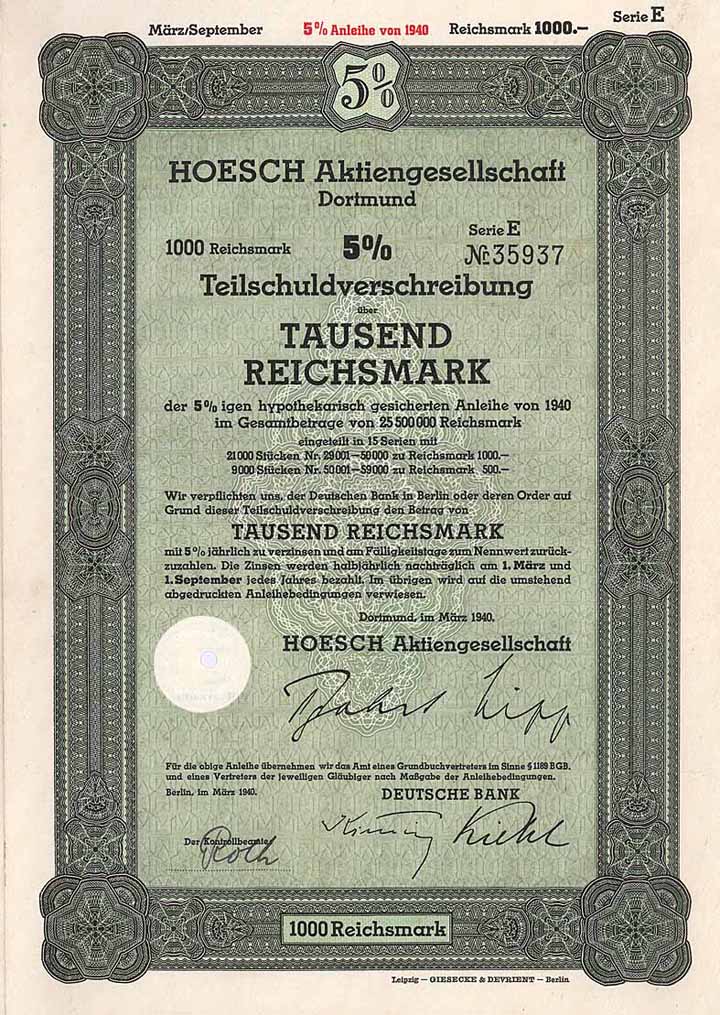 März/September 5% Anleihe von 1940 Reichsmark 1000.— Serie E
5%
HOESCH Aktiengesellschaft
Dortmund
1000 Reichsmark 5% Serie E
№ 35937
Teilschuldverschreibung
über
TAUSEND
REICHSMARK
der 5% igen hypothekarisch gesicherten Anleihe von 1940
im Gesamtbetrage von 25 500 000 Reichsmark
eingeteilt in 15 Serien mit
21000 Stücken Nr. 29001—50000 zu Reichsmark 1000.—
9000 Stücken Nr. 50001—59000 zu Reichsmark 500.—
Wir verpflichten uns, der Deutschen Bank in Berlin oder deren Order auf
Grund dieser Teilschuldverschreibung den Betrag von
TAUSEND REICHSMARK
mit 5% jährlich zu verzinsen und am Fälligkeitstage zum Nennwert zurück-
zuzahlen. Die Zinsen werden halbjährlich nachträglich am 1. März und
1. September jedes Jahres bezahlt. Im übrigen wird auf die umstehend
abgedruckten Anleihebedingungen verwiesen.
Dortmund, im März 1940.
HOESCH Aktiengesellschaft
Für die obige Anleihe übernehmen wir das Amt eines Grundbuchvertreters im Sinne § 1189 BGB.
und eines Vertreters der jeweiligen Gläubiger nach Maßgabe der Anleihebedingungen.
Berlin, im März 1940. DEUTSCHE BANK
Der Kontrollbeamte
Roth
1000 Reichsmark
Leipzig — GIESECKE & DEVRIENT — Berlin